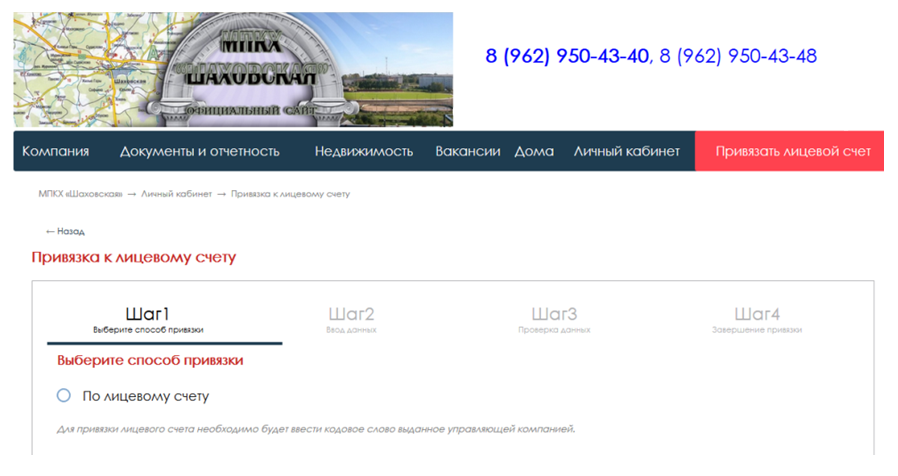 МПКХ
"ШАХОВСКАЯ"
ОФИЦИАЛЬНЫЙ САЙТ
8 (962) 950-43-40, 8 (962) 950-43-48
Компания Документы и отчетность Недвижимость Вакансии Дома Личный кабинет Привязать лицевой счет
МПКХ «Шаховская» → Личный кабинет → Привязка к лицевому счету
← Назад
Привязка к лицевому счету
Шаг1 Шаг2 Шаг3 Шаг4
Выберите способ привязки Ввод данных Проверка данных Завершение привязки
Выберите способ привязки
По лицевому счету
Для привязки лицевого счета необходимо будет ввести кодовое слово выданное управляющей компанией.